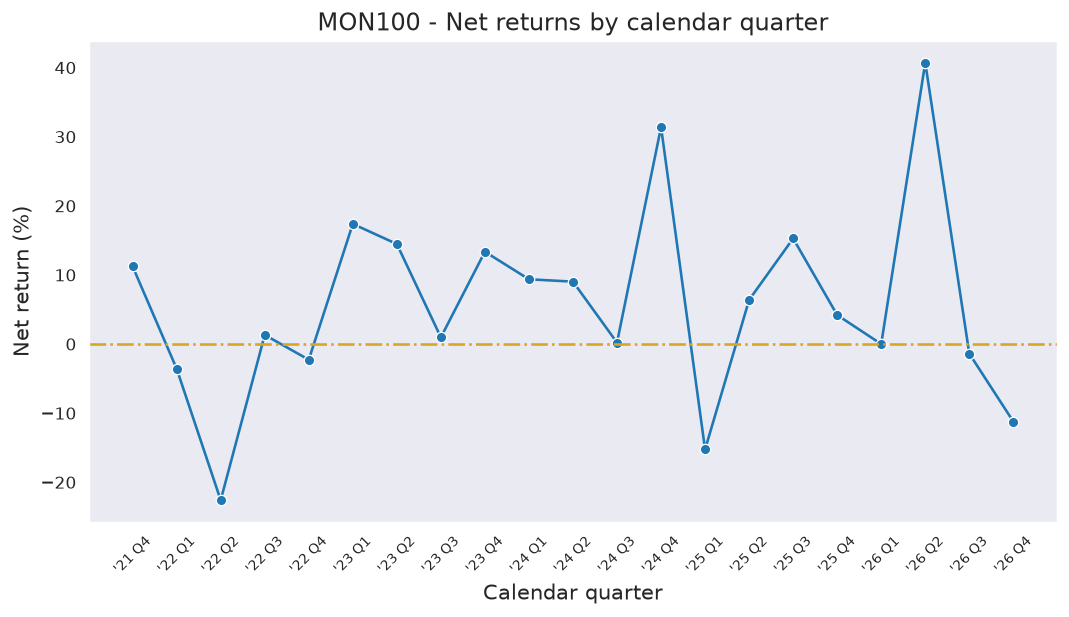 MON100 - Net returns by calendar quarter
Net return (%)
40
30
20
10
0
−10
−20
'21 Q4
'22 Q1
'22 Q2
'22 Q3
'22 Q4
'23 Q1
'23 Q2
'23 Q3
'23 Q4
'24 Q1
'24 Q2
'24 Q3
'24 Q4
'25 Q1
'25 Q2
'25 Q3
'25 Q4
'26 Q1
'26 Q2
'26 Q3
'26 Q4
Calendar quarter